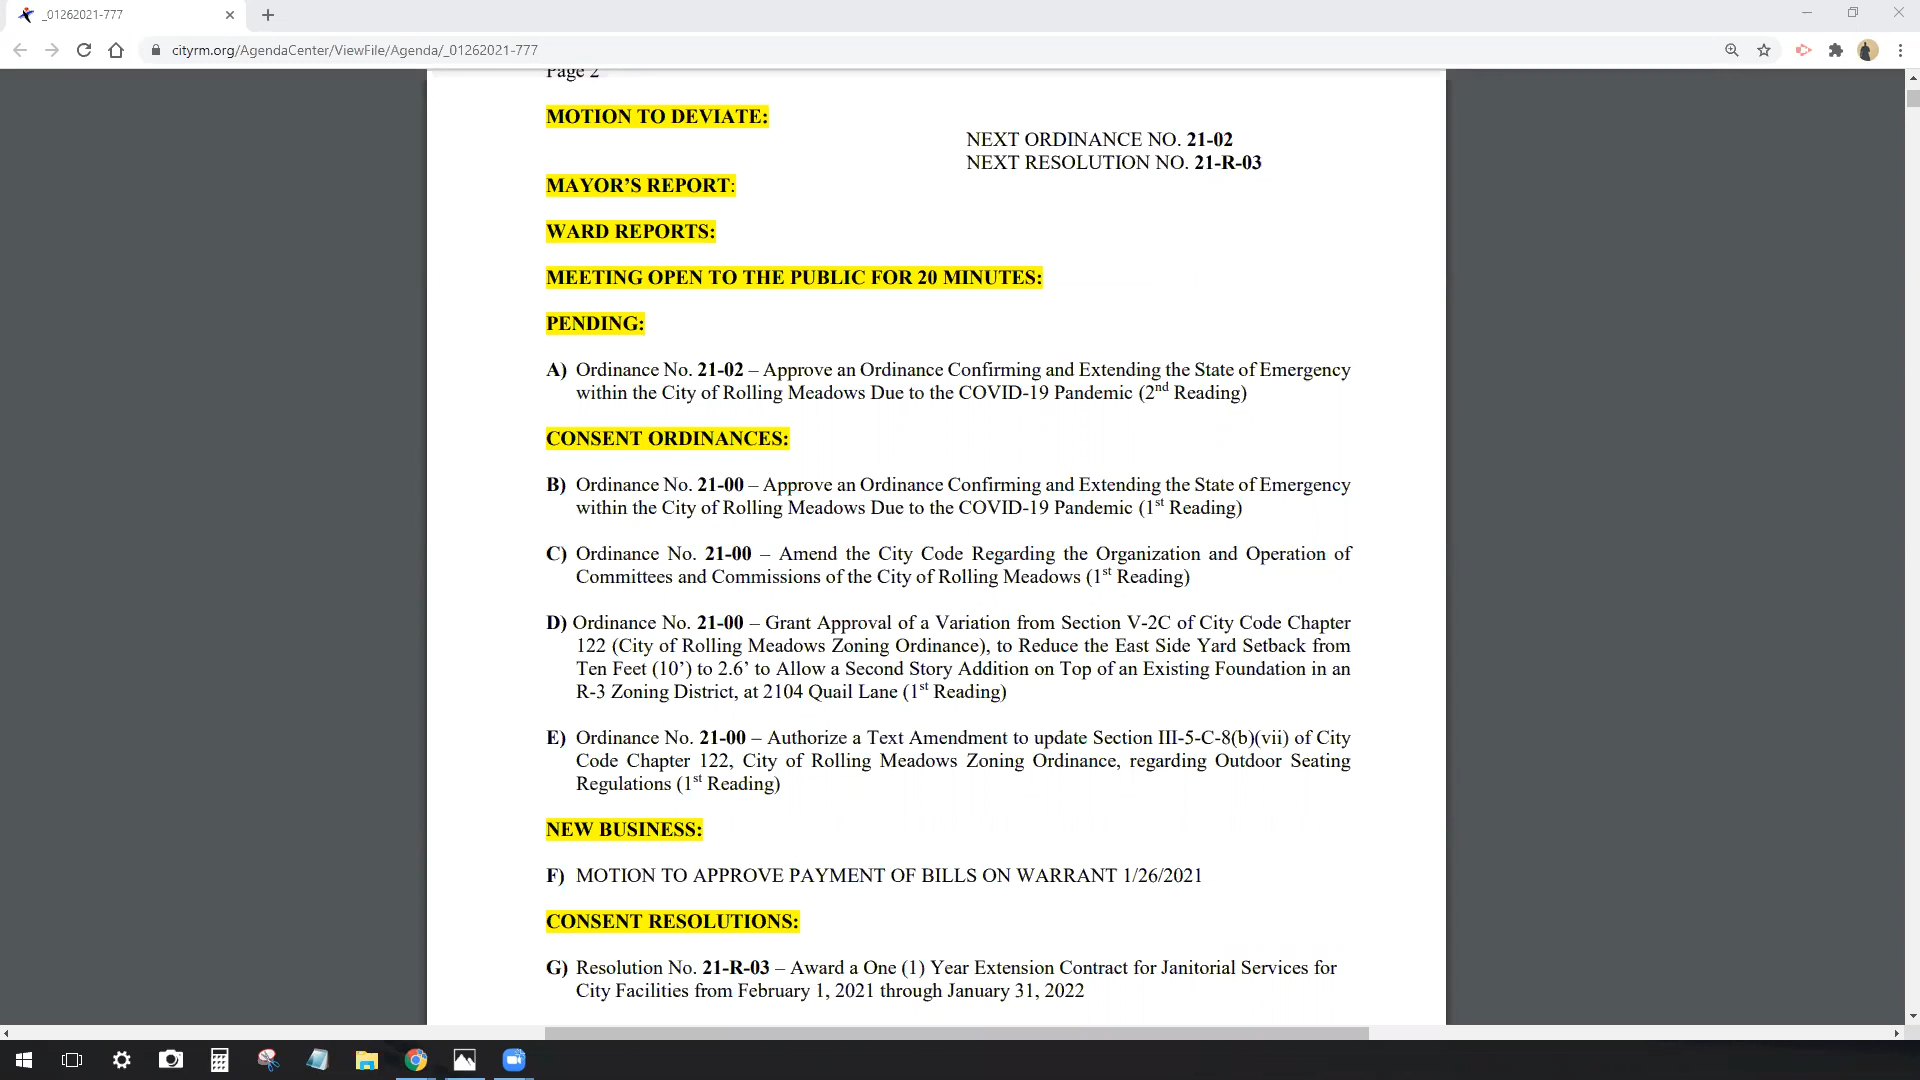 _01262021-777
cityrm.org/AgendaCenter/ViewFile/Agenda/_01262021-777
Page 2
MOTION TO DEVIATE:
NEXT ORDINANCE NO. 21-02
NEXT RESOLUTION NO. 21-R-03
MAYOR'S REPORT:
WARD REPORTS:
MEETING OPEN TO THE PUBLIC FOR 20 MINUTES:
PENDING:
A) Ordinance No. 21-02 – Approve an Ordinance Confirming and Extending the State of Emergency
within the City of Rolling Meadows Due to the COVID-19 Pandemic (2nd Reading)
CONSENT ORDINANCES:
B) Ordinance No. 21-00 – Approve an Ordinance Confirming and Extending the State of Emergency
within the City of Rolling Meadows Due to the COVID-19 Pandemic (1st Reading)
C) Ordinance No. 21-00 – Amend the City Code Regarding the Organization and Operation of
Committees and Commissions of the City of Rolling Meadows (1st Reading)
D) Ordinance No. 21-00 – Grant Approval of a Variation from Section V-2C of City Code Chapter
122 (City of Rolling Meadows Zoning Ordinance), to Reduce the East Side Yard Setback from
Ten Feet (10’) to 2.6’ to Allow a Second Story Addition on Top of an Existing Foundation in an
R-3 Zoning District, at 2104 Quail Lane (1st Reading)
E) Ordinance No. 21-00 – Authorize a Text Amendment to update Section III-5-C-8(b)(vii) of City
Code Chapter 122, City of Rolling Meadows Zoning Ordinance, regarding Outdoor Seating
Regulations (1st Reading)
NEW BUSINESS:
F) MOTION TO APPROVE PAYMENT OF BILLS ON WARRANT 1/26/2021
CONSENT RESOLUTIONS:
G) Resolution No. 21-R-03 – Award a One (1) Year Extension Contract for Janitorial Services for
City Facilities from February 1, 2021 through January 31, 2022